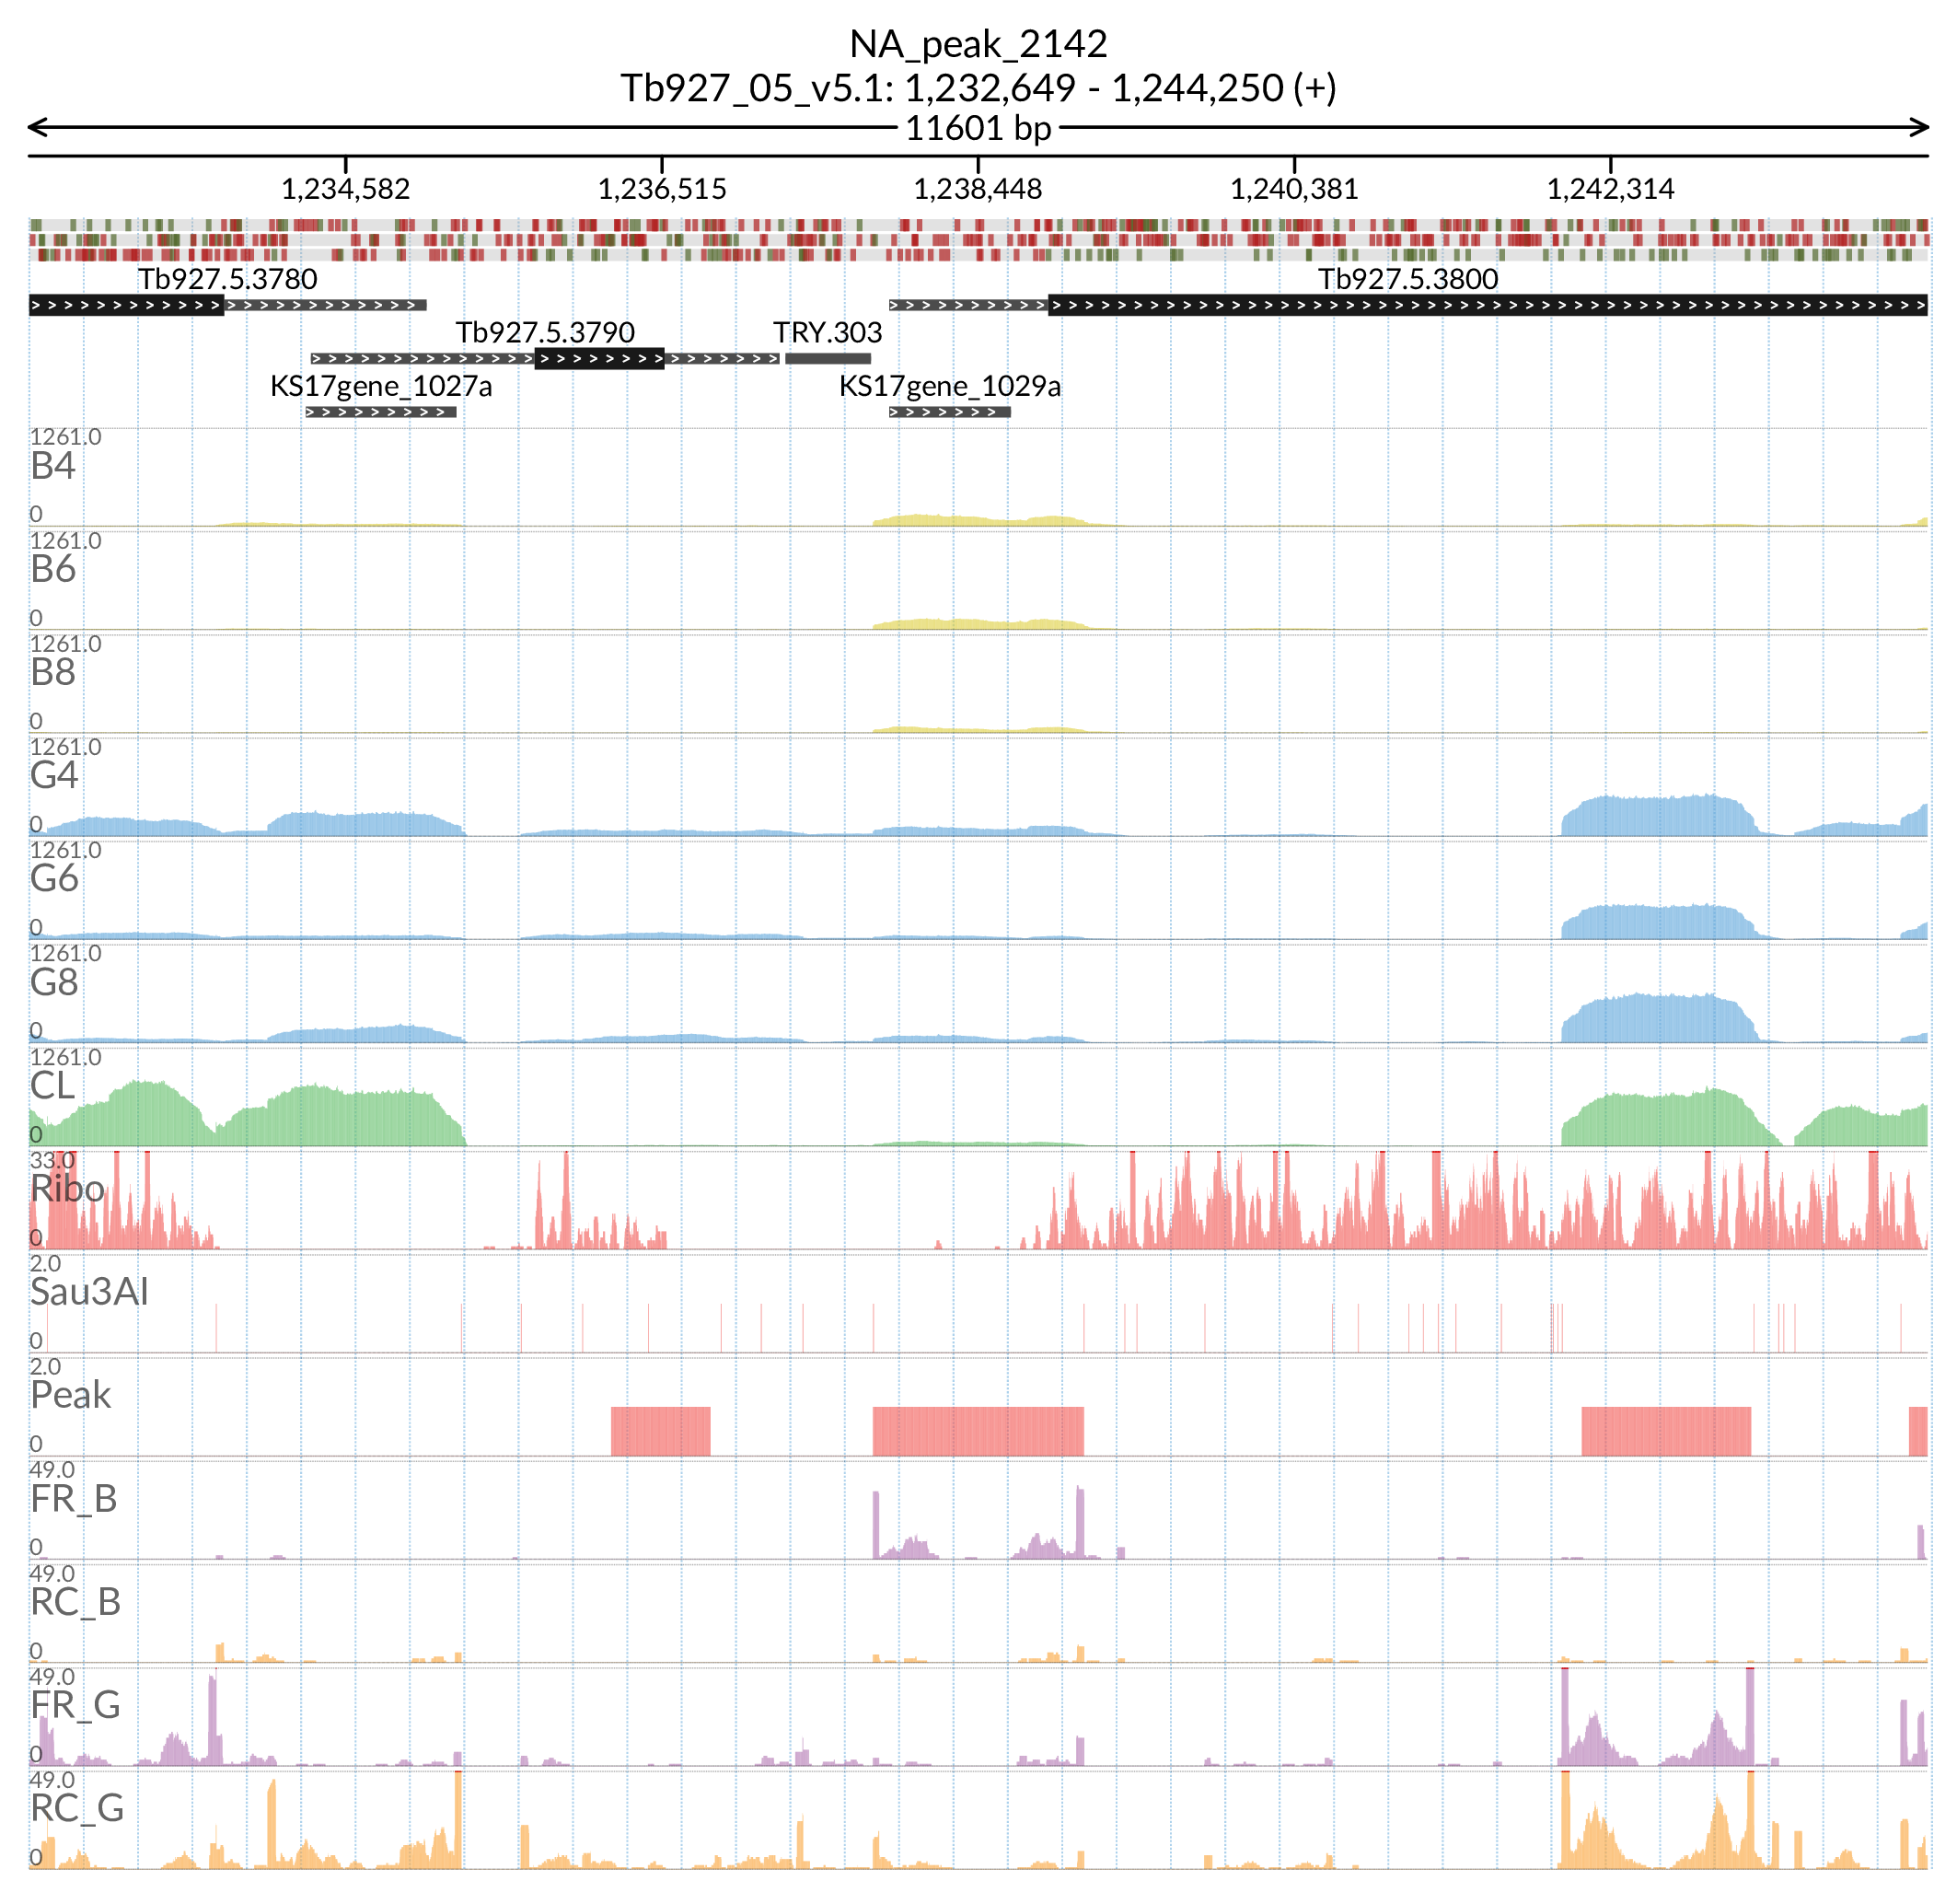 NA_peak_2142
Tb927_05_v5.1: 1,232,649 - 1,244,250 (+)
11601 bp
1,234,582 1,236,515 1,238,448 1,240,381 1,242,314
Tb927.5.3780 Tb927.5.3800
Tb927.5.3790 TRY.303
KS17gene_1027a KS17gene_1029a
1261.0
B4
0
1261.0
B6
0
1261.0
B8
0
1261.0
G4
0
1261.0
G6
0
1261.0
G8
0
1261.0
CL
0
33.0
Ribo
0
2.0
Sau3AI
0
2.0
Peak
0
49.0
FR_B
0
49.0
RC_B
0
49.0
FR_G
0
49.0
RC_G
0